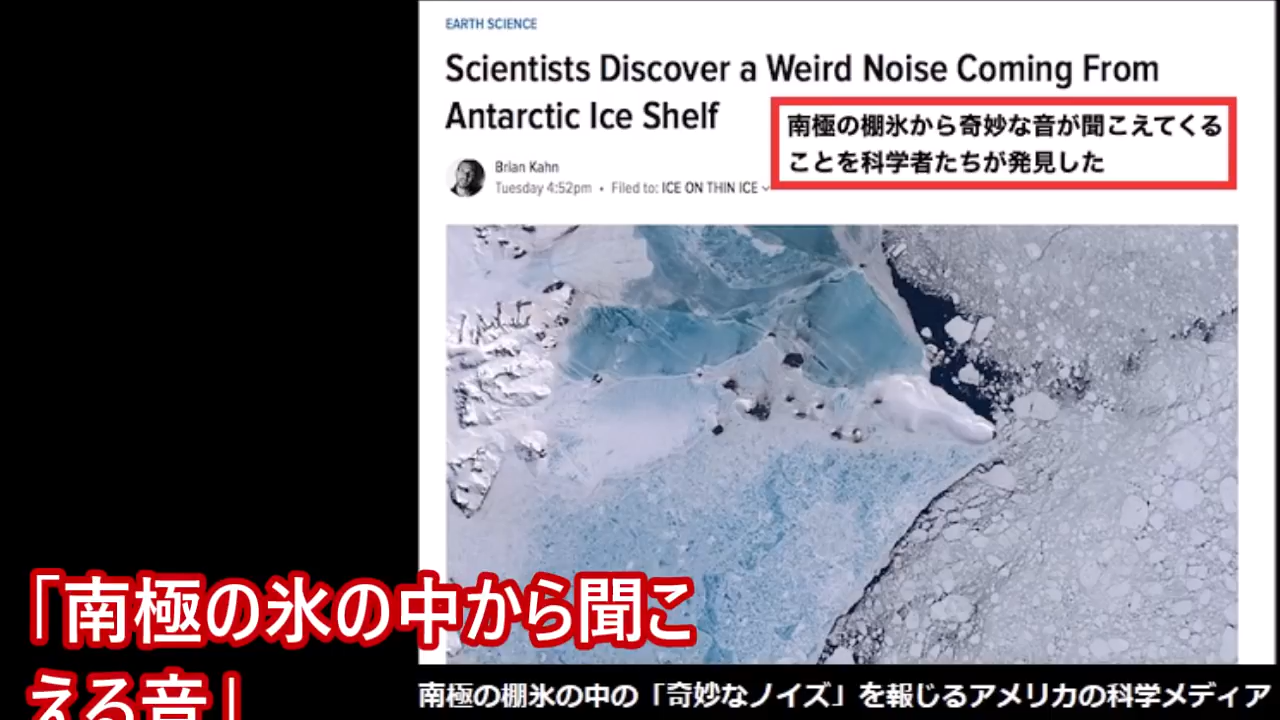 EARTH SCIENCE
Scientists Discover a Weird Noise Coming From
Antarctic Ice Shelf
南極の棚氷から奇妙な音が聞こえてくる
ことを科学者たちが発見した
Brian Kahn
Tuesday 4:52pm • Filed to: ICE ON THIN ICE
「南極の氷の中から聞こ
える音」
南極の棚氷の中の「奇妙なノイズ」を報じるアメリカの科学メディア